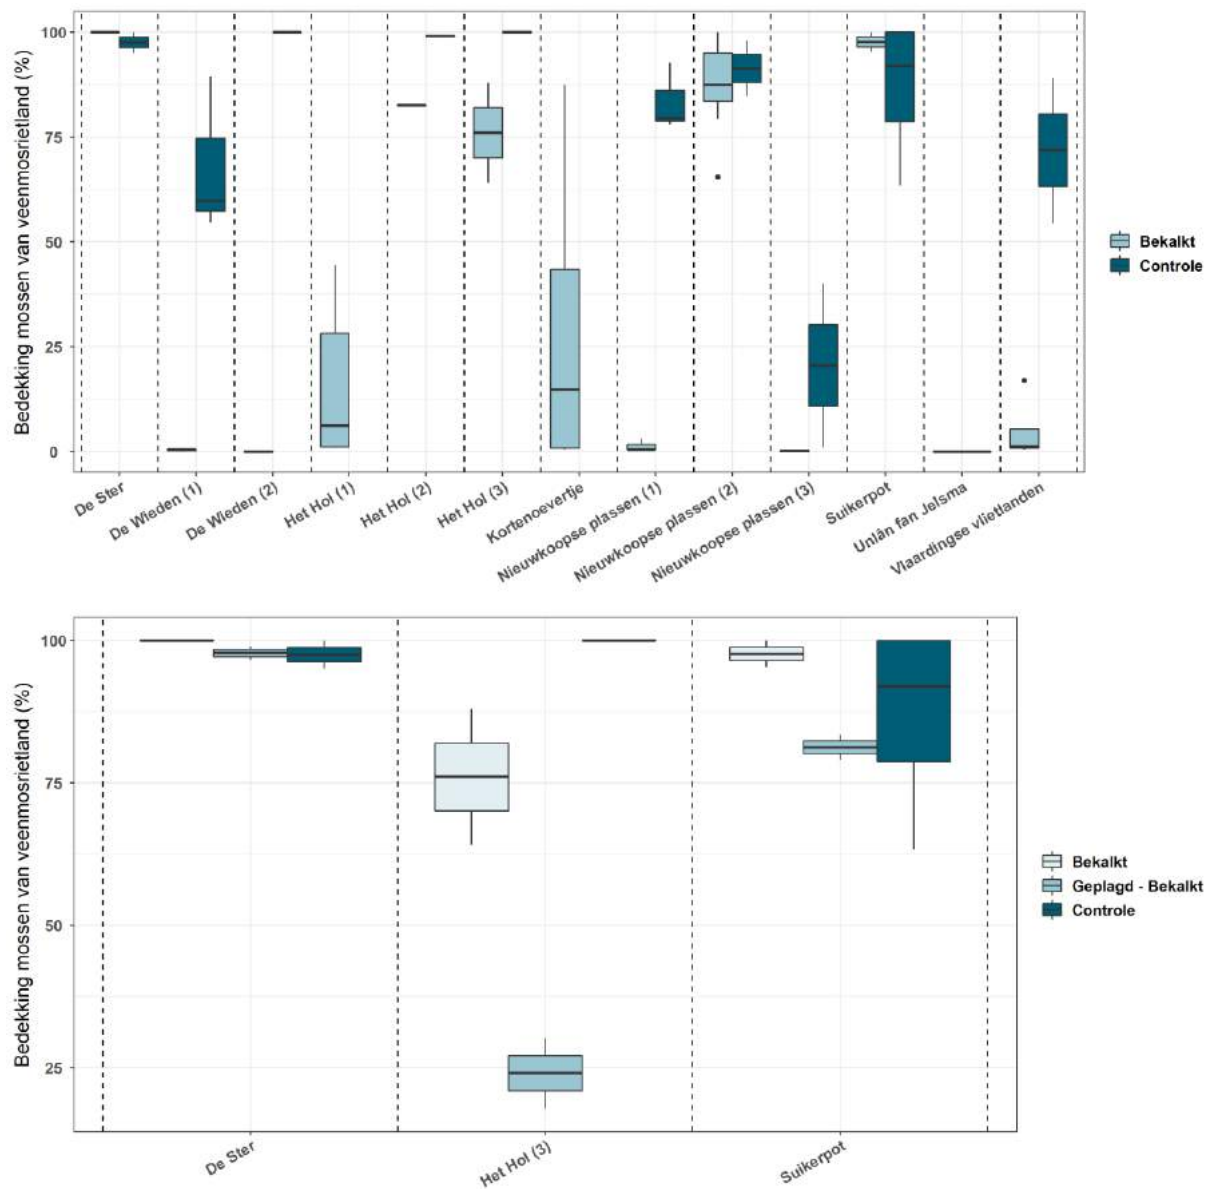 Bedekking mossen van veenmosrietland (%)
100
75
50
25
0
De Ster
De Wieden (1)
De Wieden (2)
Het Hol (1)
Het Hol (2)
Het Hol (3)
Kortenoevertje
Nieuwkoopse plassen (1)
Nieuwkoopse plassen (2)
Nieuwkoopse plassen (3)
Suikerpot
Unlân fan Jelsma
Vlaardingse vlietlanden
Bekalkt
Controle
Bedekking mossen van veenmosrietland (%)
100
75
50
25
De Ster
Het Hol (3)
Suikerpot
Bekalkt
Geplagd - Bekalkt
Controle